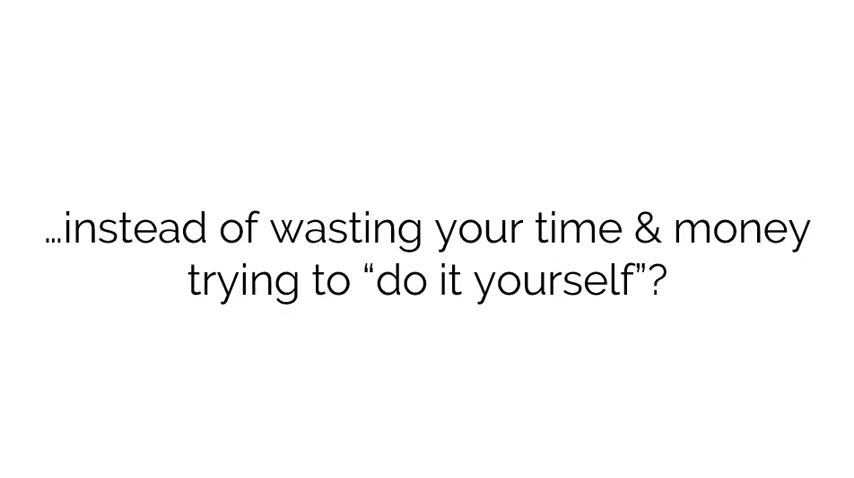 …instead of wasting your time & money
trying to “do it yourself”?